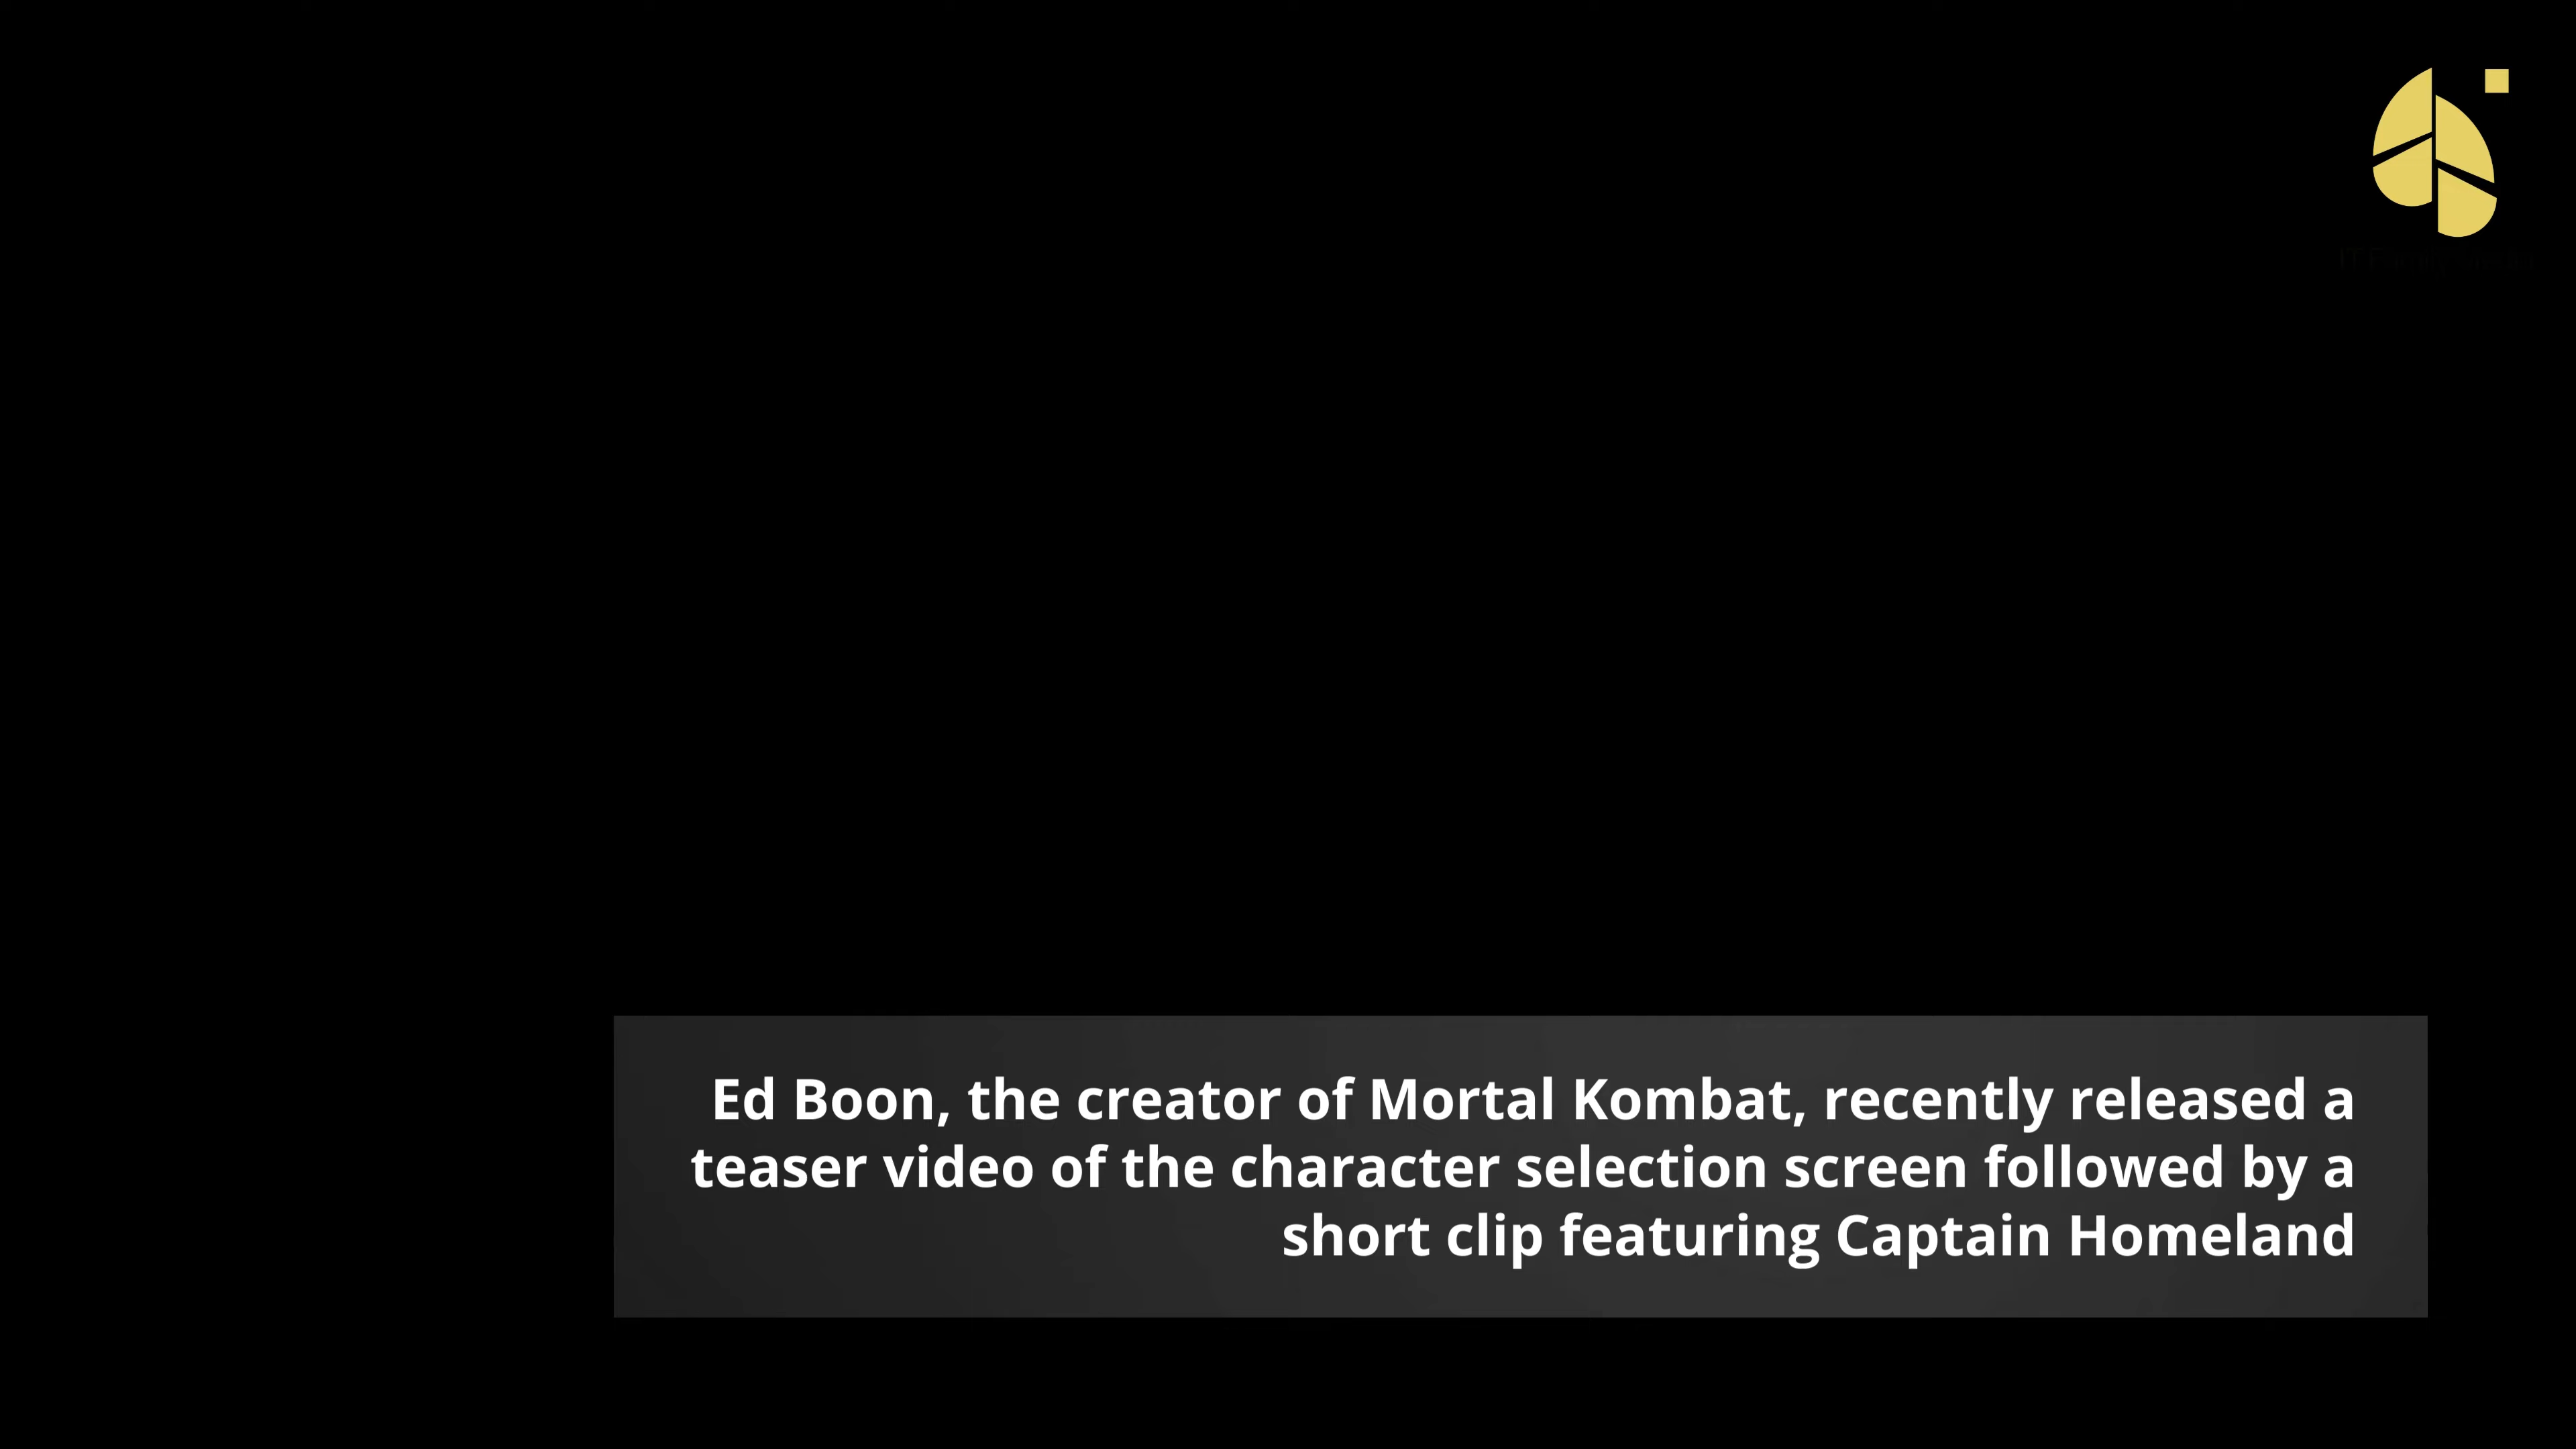 Ed Boon, the creator of Mortal Kombat, recently released a
teaser video of the character selection screen followed by a
short clip featuring Captain Homeland